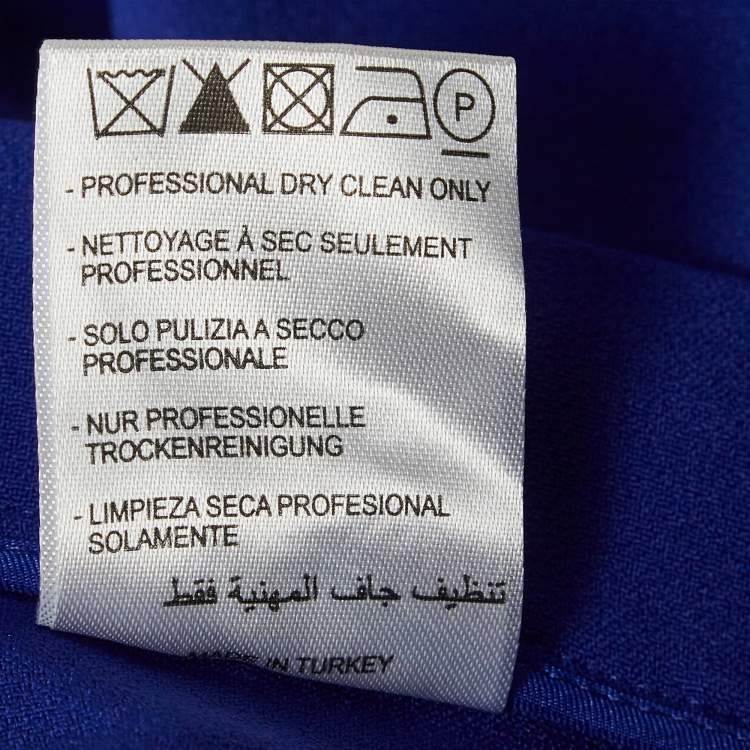 P
- PROFESSIONAL DRY CLEAN ONLY
- NETTOYAGE À SEC SEULEMENT
PROFESSIONNEL
- SOLO PULIZIA A SECCO
PROFESSIONALE
- NUR PROFESSIONELLE
TROCKENREINIGUNG
- LIMPIEZA SECA PROFESIONAL
SOLAMENTE
تنظيف جاف المهنية فقط
MADE IN TURKEY